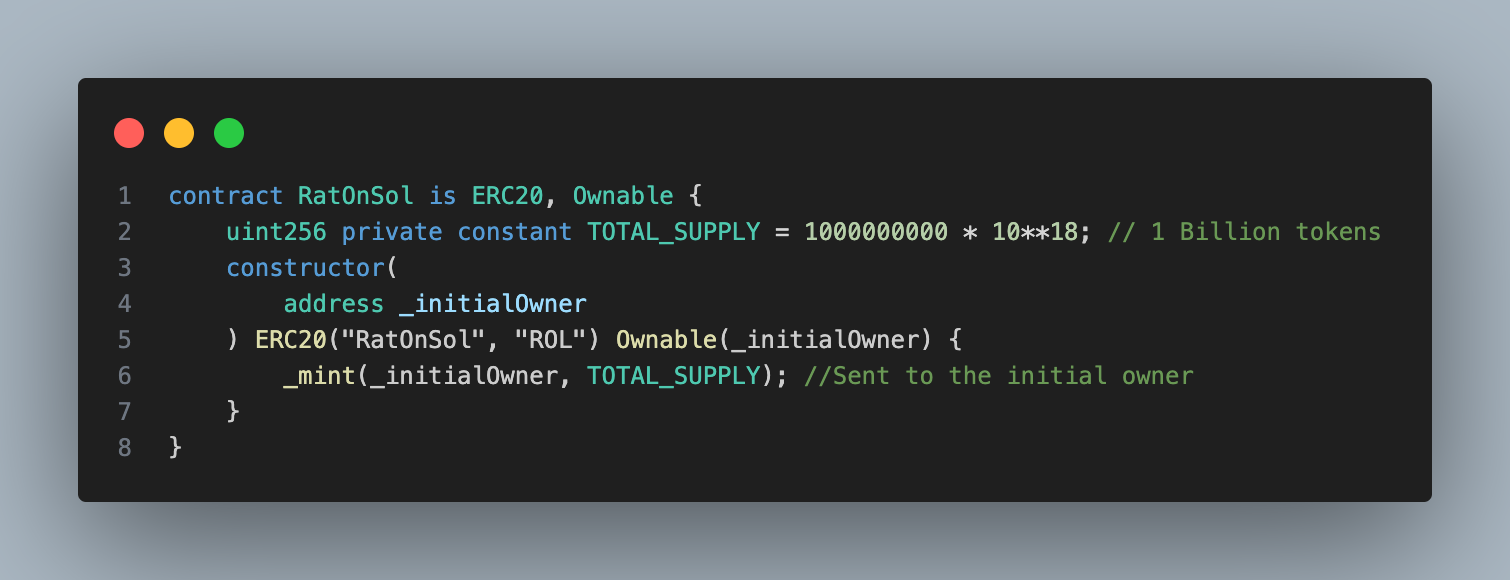 1 contract RatOnSol is ERC20, Ownable {
2     uint256 private constant TOTAL_SUPPLY = 1000000000 * 10**18; // 1 Billion tokens
3     constructor(
4         address _initialOwner
5     ) ERC20("RatOnSol", "ROL") Ownable(_initialOwner) {
6         _mint(_initialOwner, TOTAL_SUPPLY); //Sent to the initial owner
7     }
8 }